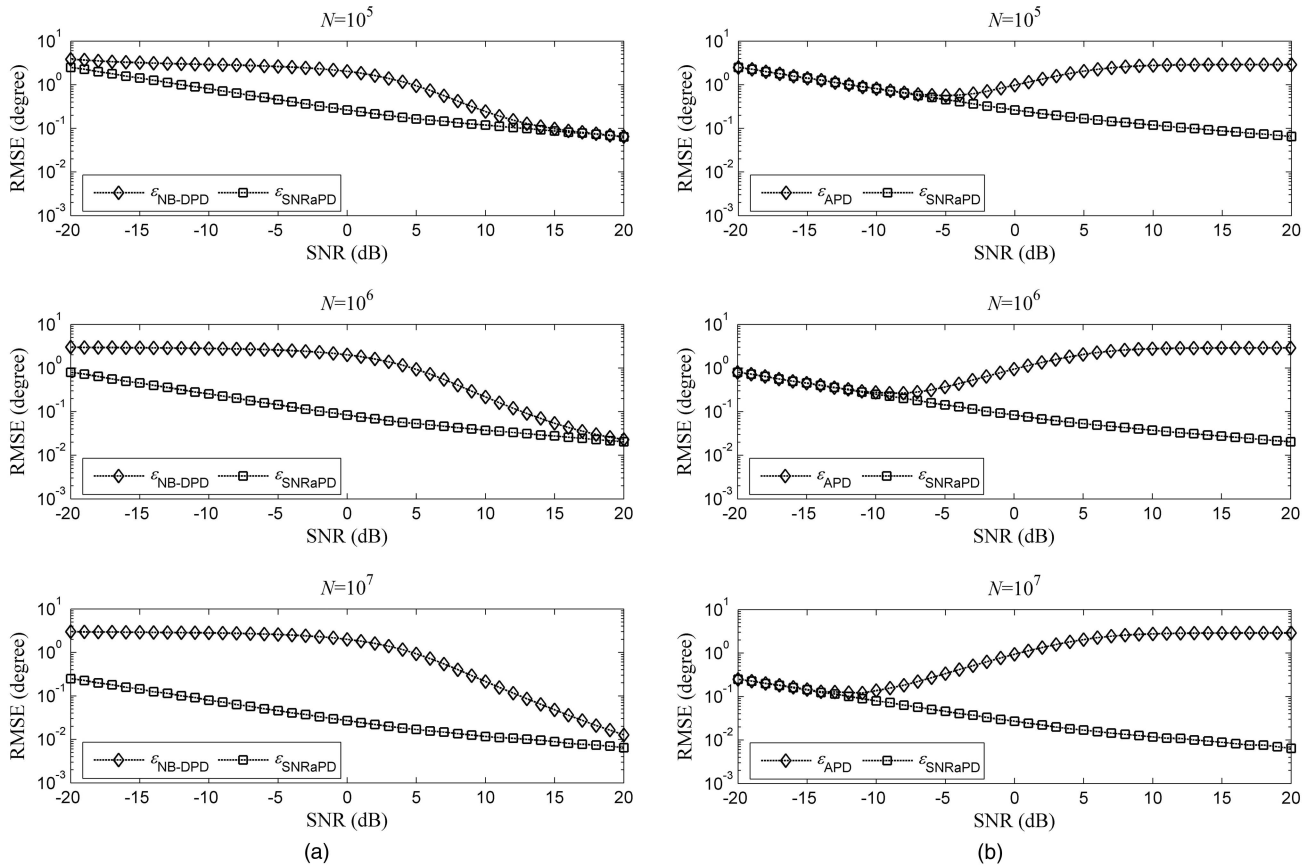 N=10^5
RMSE (degree)
10^1
10^0
10^-1
10^-2
10^-3
ε_NB-DPD ε_SNRaPD
-20 -15 -10 -5 0 5 10 15 20
SNR (dB)
N=10^6
RMSE (degree)
10^1
10^0
10^-1
10^-2
10^-3
ε_NB-DPD ε_SNRaPD
-20 -15 -10 -5 0 5 10 15 20
SNR (dB)
N=10^7
RMSE (degree)
10^1
10^0
10^-1
10^-2
10^-3
ε_NB-DPD ε_SNRaPD
-20 -15 -10 -5 0 5 10 15 20
SNR (dB)
(a)
N=10^5
RMSE (degree)
10^1
10^0
10^-1
10^-2
10^-3
ε_APD ε_SNRaPD
-20 -15 -10 -5 0 5 10 15 20
SNR (dB)
N=10^6
RMSE (degree)
10^1
10^0
10^-1
10^-2
10^-3
ε_APD ε_SNRaPD
-20 -15 -10 -5 0 5 10 15 20
SNR (dB)
N=10^7
RMSE (degree)
10^1
10^0
10^-1
10^-2
10^-3
ε_APD ε_SNRaPD
-20 -15 -10 -5 0 5 10 15 20
SNR (dB)
(b)